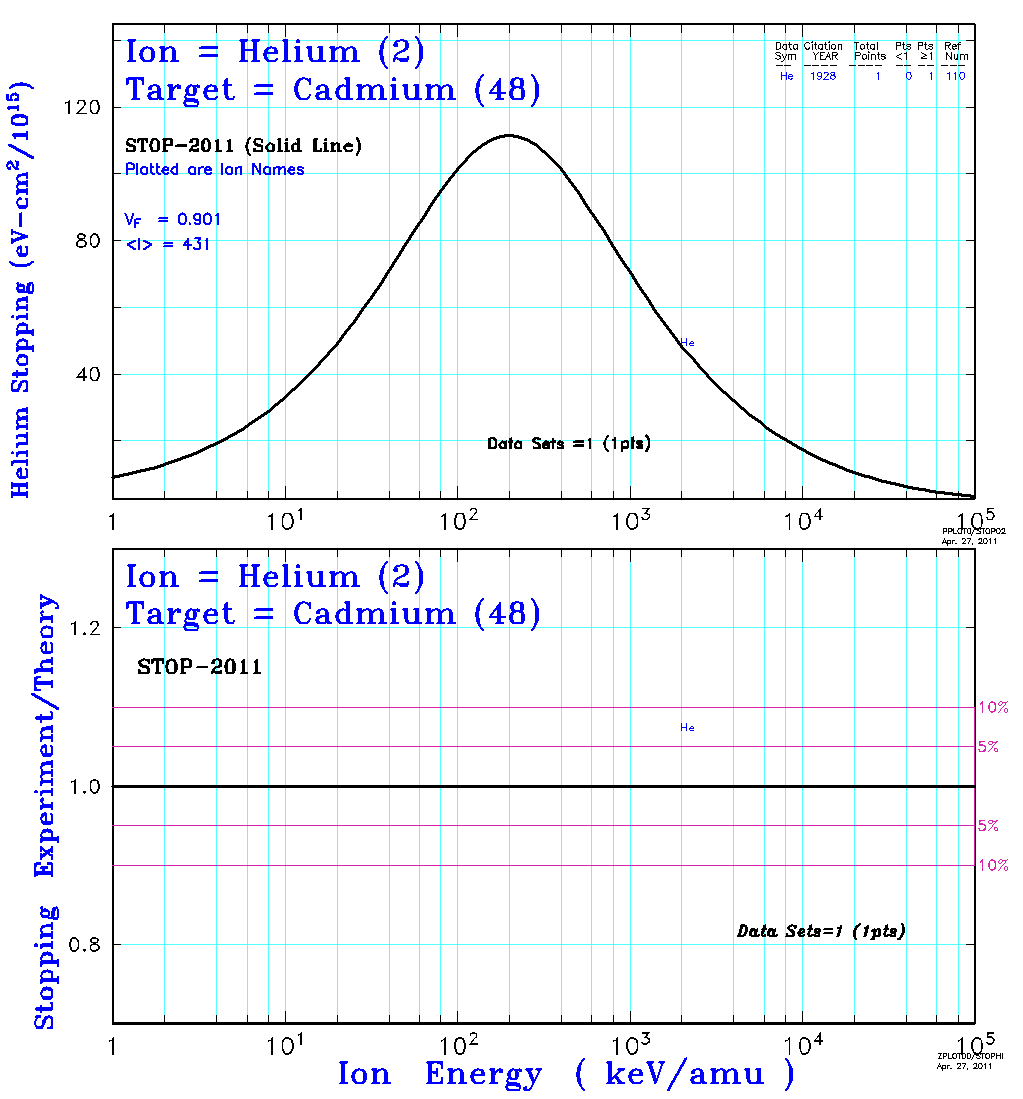 Ion = Helium (2)
Target = Cadmium (48)
STOP-2011 (Solid Line)
Plotted are Ion Names
VF = 0.901
<I> = 431
Data Citation Total Pts Pts Ref
Sym YEAR Points <1 ≥1 Num
He 1928 1 0 1 110
Helium Stopping (eV-cm²/10¹⁵)
120
80
40
He
Data Sets =1 (1pts)
1 10¹ 10² 10³ 10⁴ 10⁵
PPLOT0/STOP02
Apr. 27, 2011
Ion = Helium (2)
Target = Cadmium (48)
STOP-2011
Stopping Experiment/Theory
1.2
1.0
0.8
He
10%
5%
5%
10%
Data Sets=1 (1pts)
1 10¹ 10² 10³ 10⁴ 10⁵
Ion Energy ( keV/amu )
ZPLOT0D/STOPHI
Apr. 27, 2011